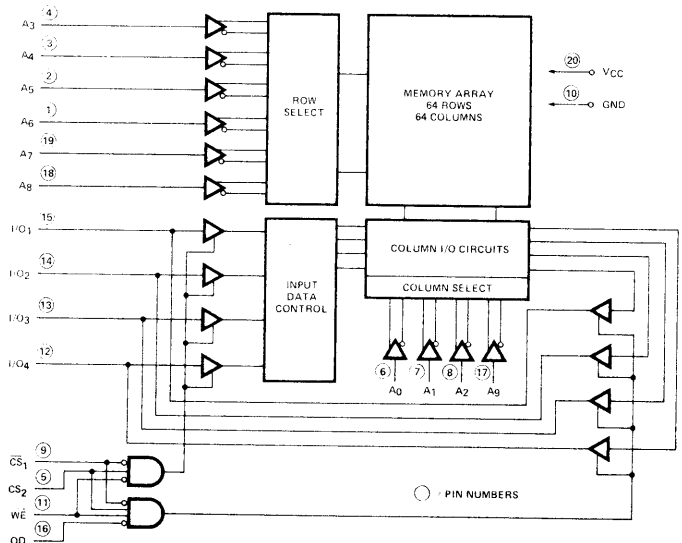 4
A3
3
A4
2
A5
1
A6
19
A7
18
A8
ROW
SELECT
MEMORY ARRAY
64 ROWS
64 COLUMNS
20
VCC
10
GND
15
I/O1
14
I/O2
13
I/O3
12
I/O4
INPUT
DATA
CONTROL
COLUMN I/O CIRCUITS
COLUMN SELECT
6
7
8
17
A0
A1
A2
A9
9
CS1
5
CS2
11
WE
16
OD
PIN NUMBERS